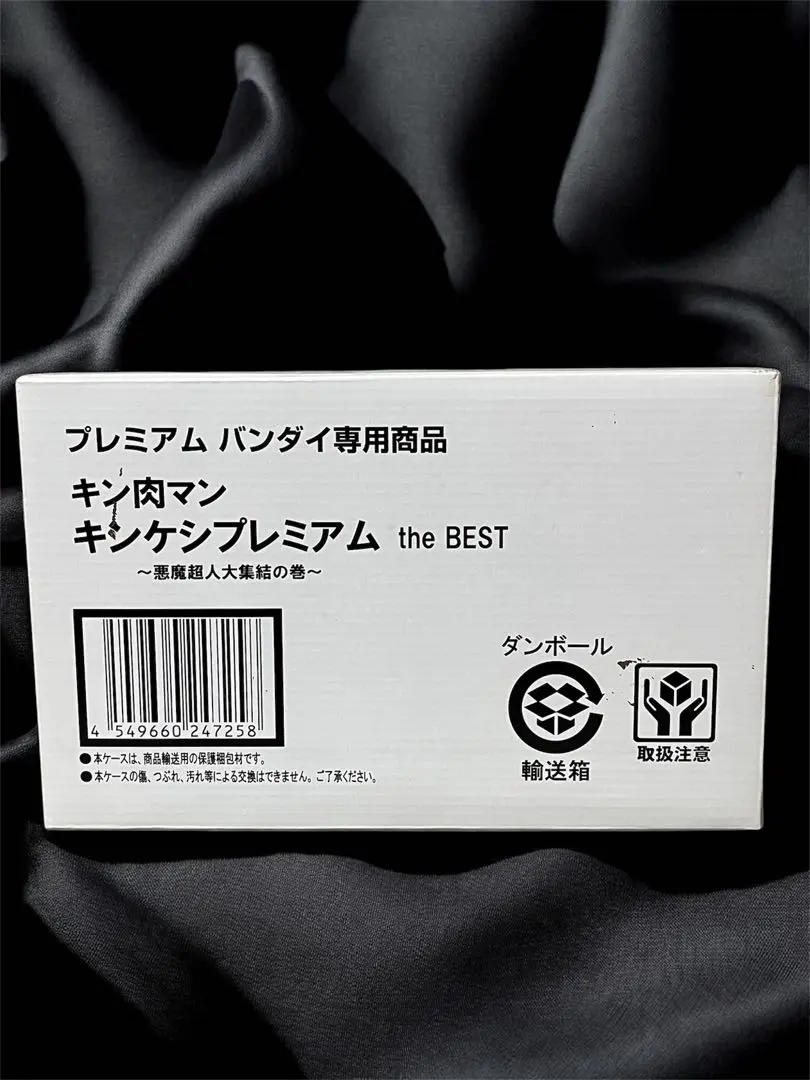 プレミアム バンダイ専用商品
キン肉マン
キンケシプレミアム the BEST
～悪魔超人大集結の巻～
4 549660 247258
●本ケースは、商品輸送用の保護梱包材です。
●本ケースの傷、つぶれ、汚れ等による交換はできません。ご了承ください。
ダンボール
輸送箱
取扱注意